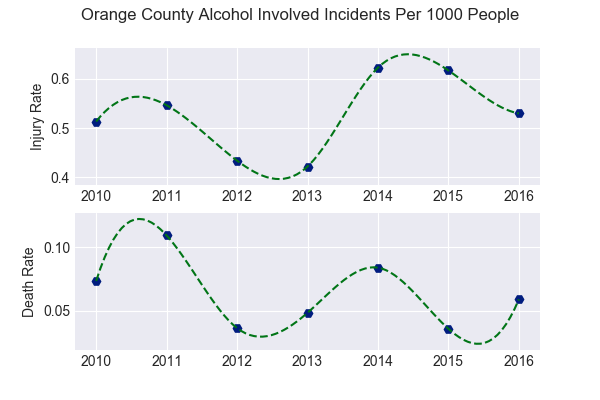 Orange County Alcohol Involved Incidents Per 1000 People
Injury Rate
0.6
0.5
0.4
2010 2011 2012 2013 2014 2015 2016
Death Rate
0.10
0.05
2010 2011 2012 2013 2014 2015 2016